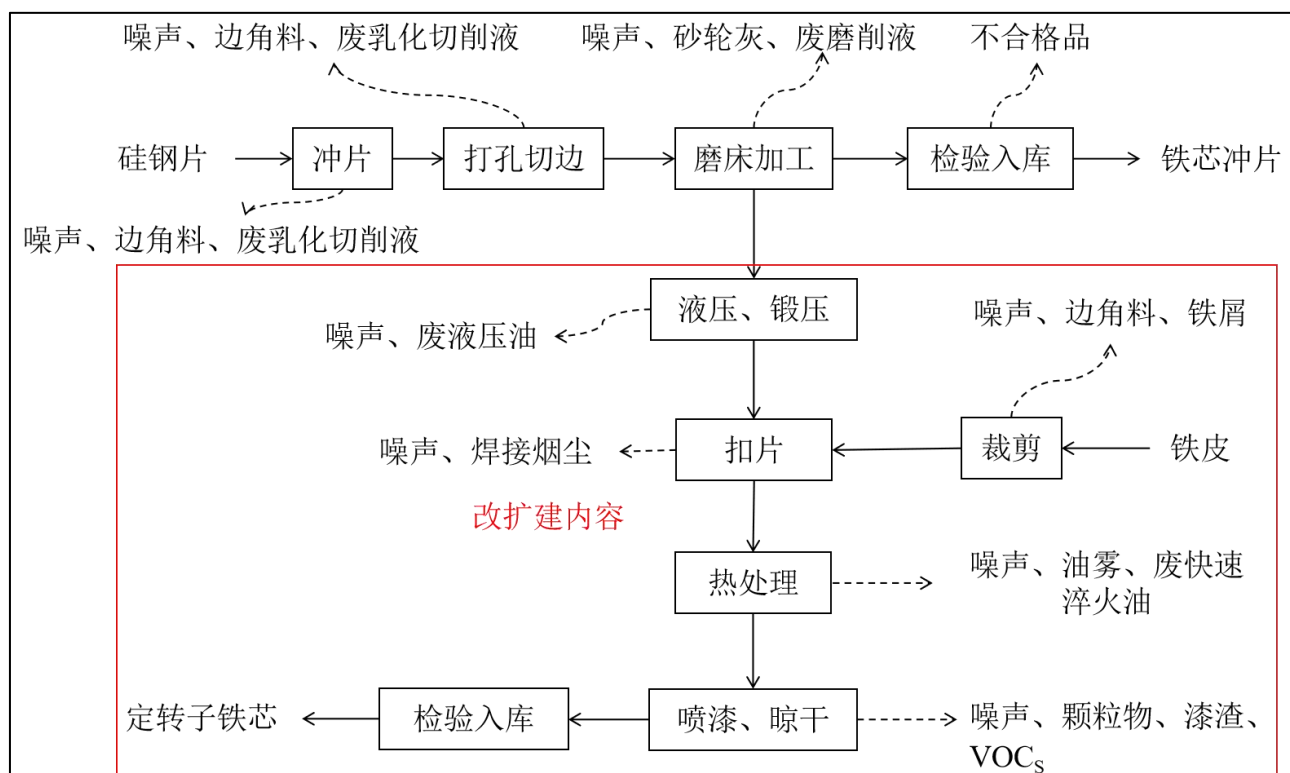 噪声、边角料、废乳化切削液
噪声、砂轮灰、废磨削液
不合格品
硅钢片
冲片
打孔切边
磨床加工
检验入库
铁芯冲片
噪声、边角料、废乳化切削液
液压、锻压
噪声、边角料、铁屑
噪声、废液压油
噪声、焊接烟尘
扣片
裁剪
铁皮
改扩建内容
热处理
噪声、油雾、废快速
淬火油
定转子铁芯
检验入库
喷漆、晾干
噪声、颗粒物、漆渣、
VOCS